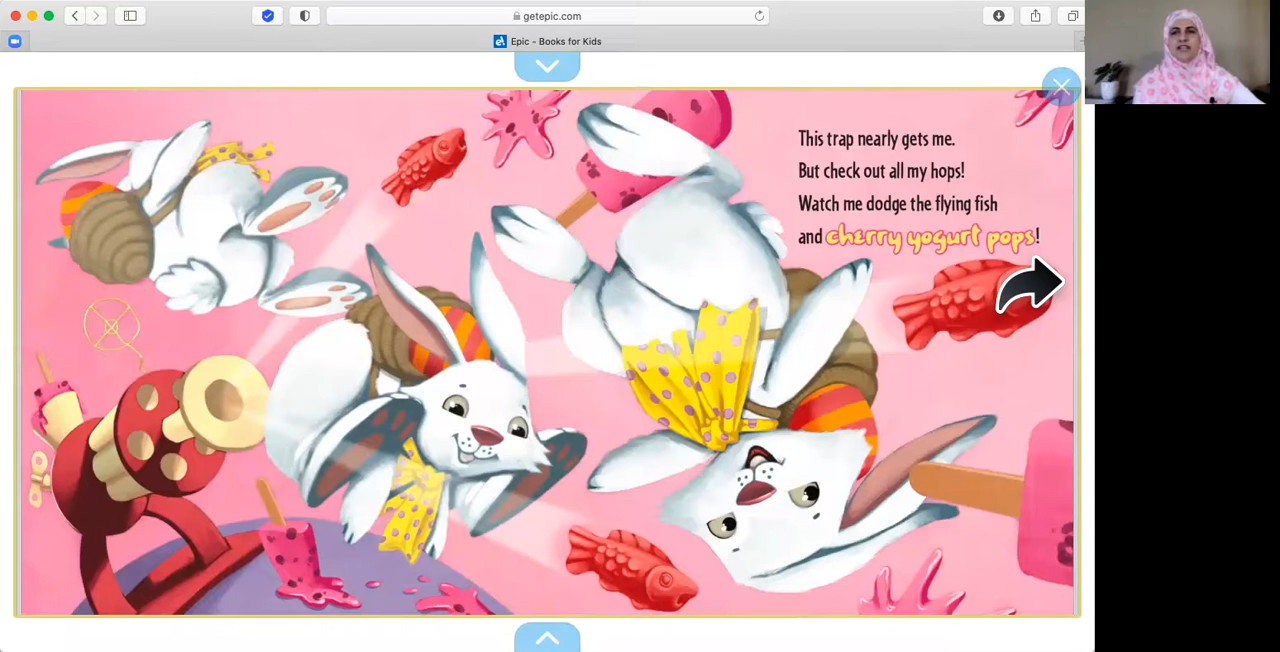 getepic.com
Epic - Books for Kids
This trap nearly gets me.
But check out all my hops!
Watch me dodge the flying fish
and cherry yogurt pops!